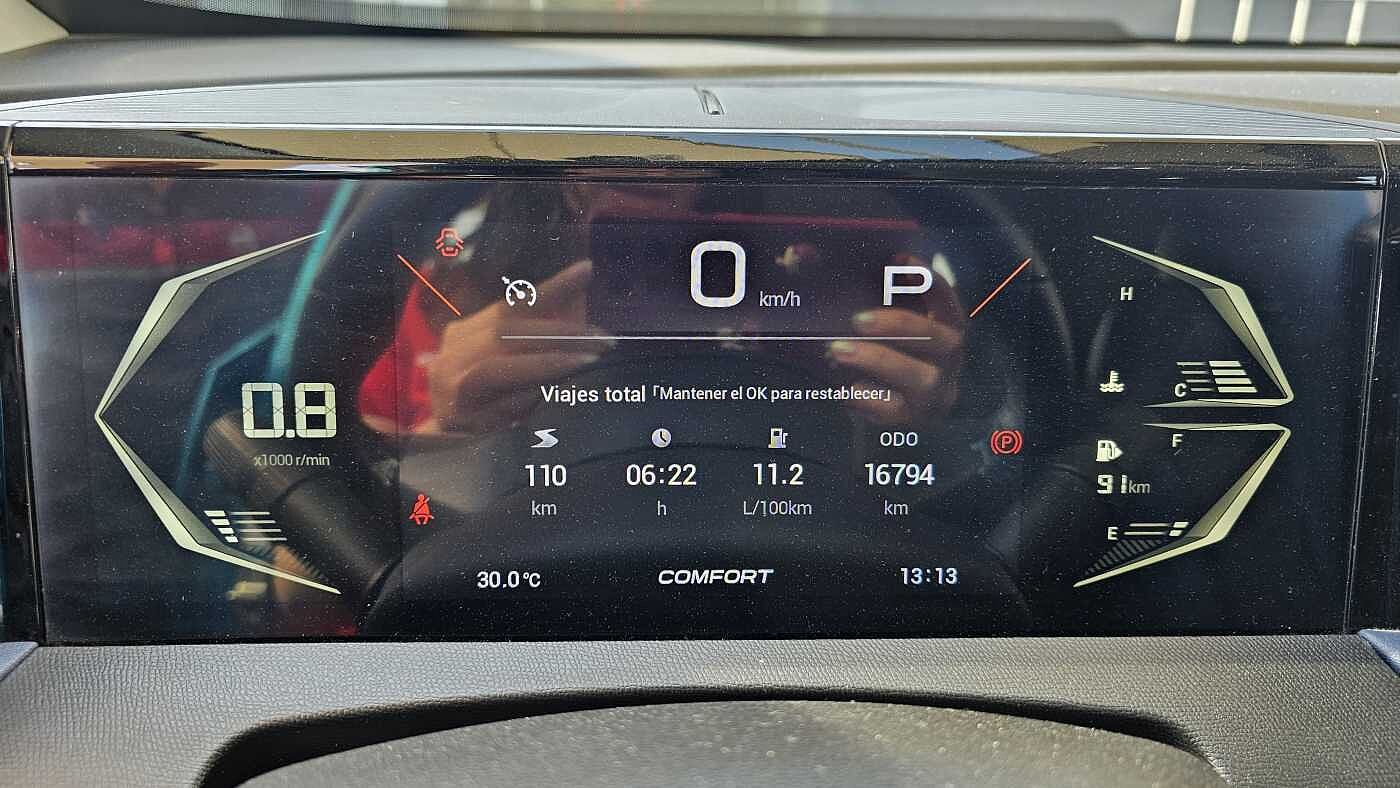 0 km/h P
H
C
Viajes total「Mantener el OK para restablecer」
0.8
x1000 r/min
ODO
110 06:22 11.2 16794
km h L/100km km
P
F
91km
E
30.0℃ COMFORT 13:13